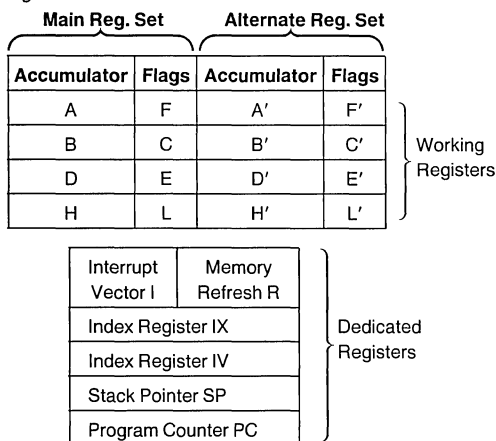 Main Reg. Set Alternate Reg. Set
Accumulator Flags Accumulator Flags
A F A′ F′
B C B′ C′
D E D′ E′
H L H′ L′
Working
Registers
Interrupt
Vector I
Memory
Refresh R
Index Register IX
Index Register IV
Stack Pointer SP
Program Counter PC
Dedicated
Registers